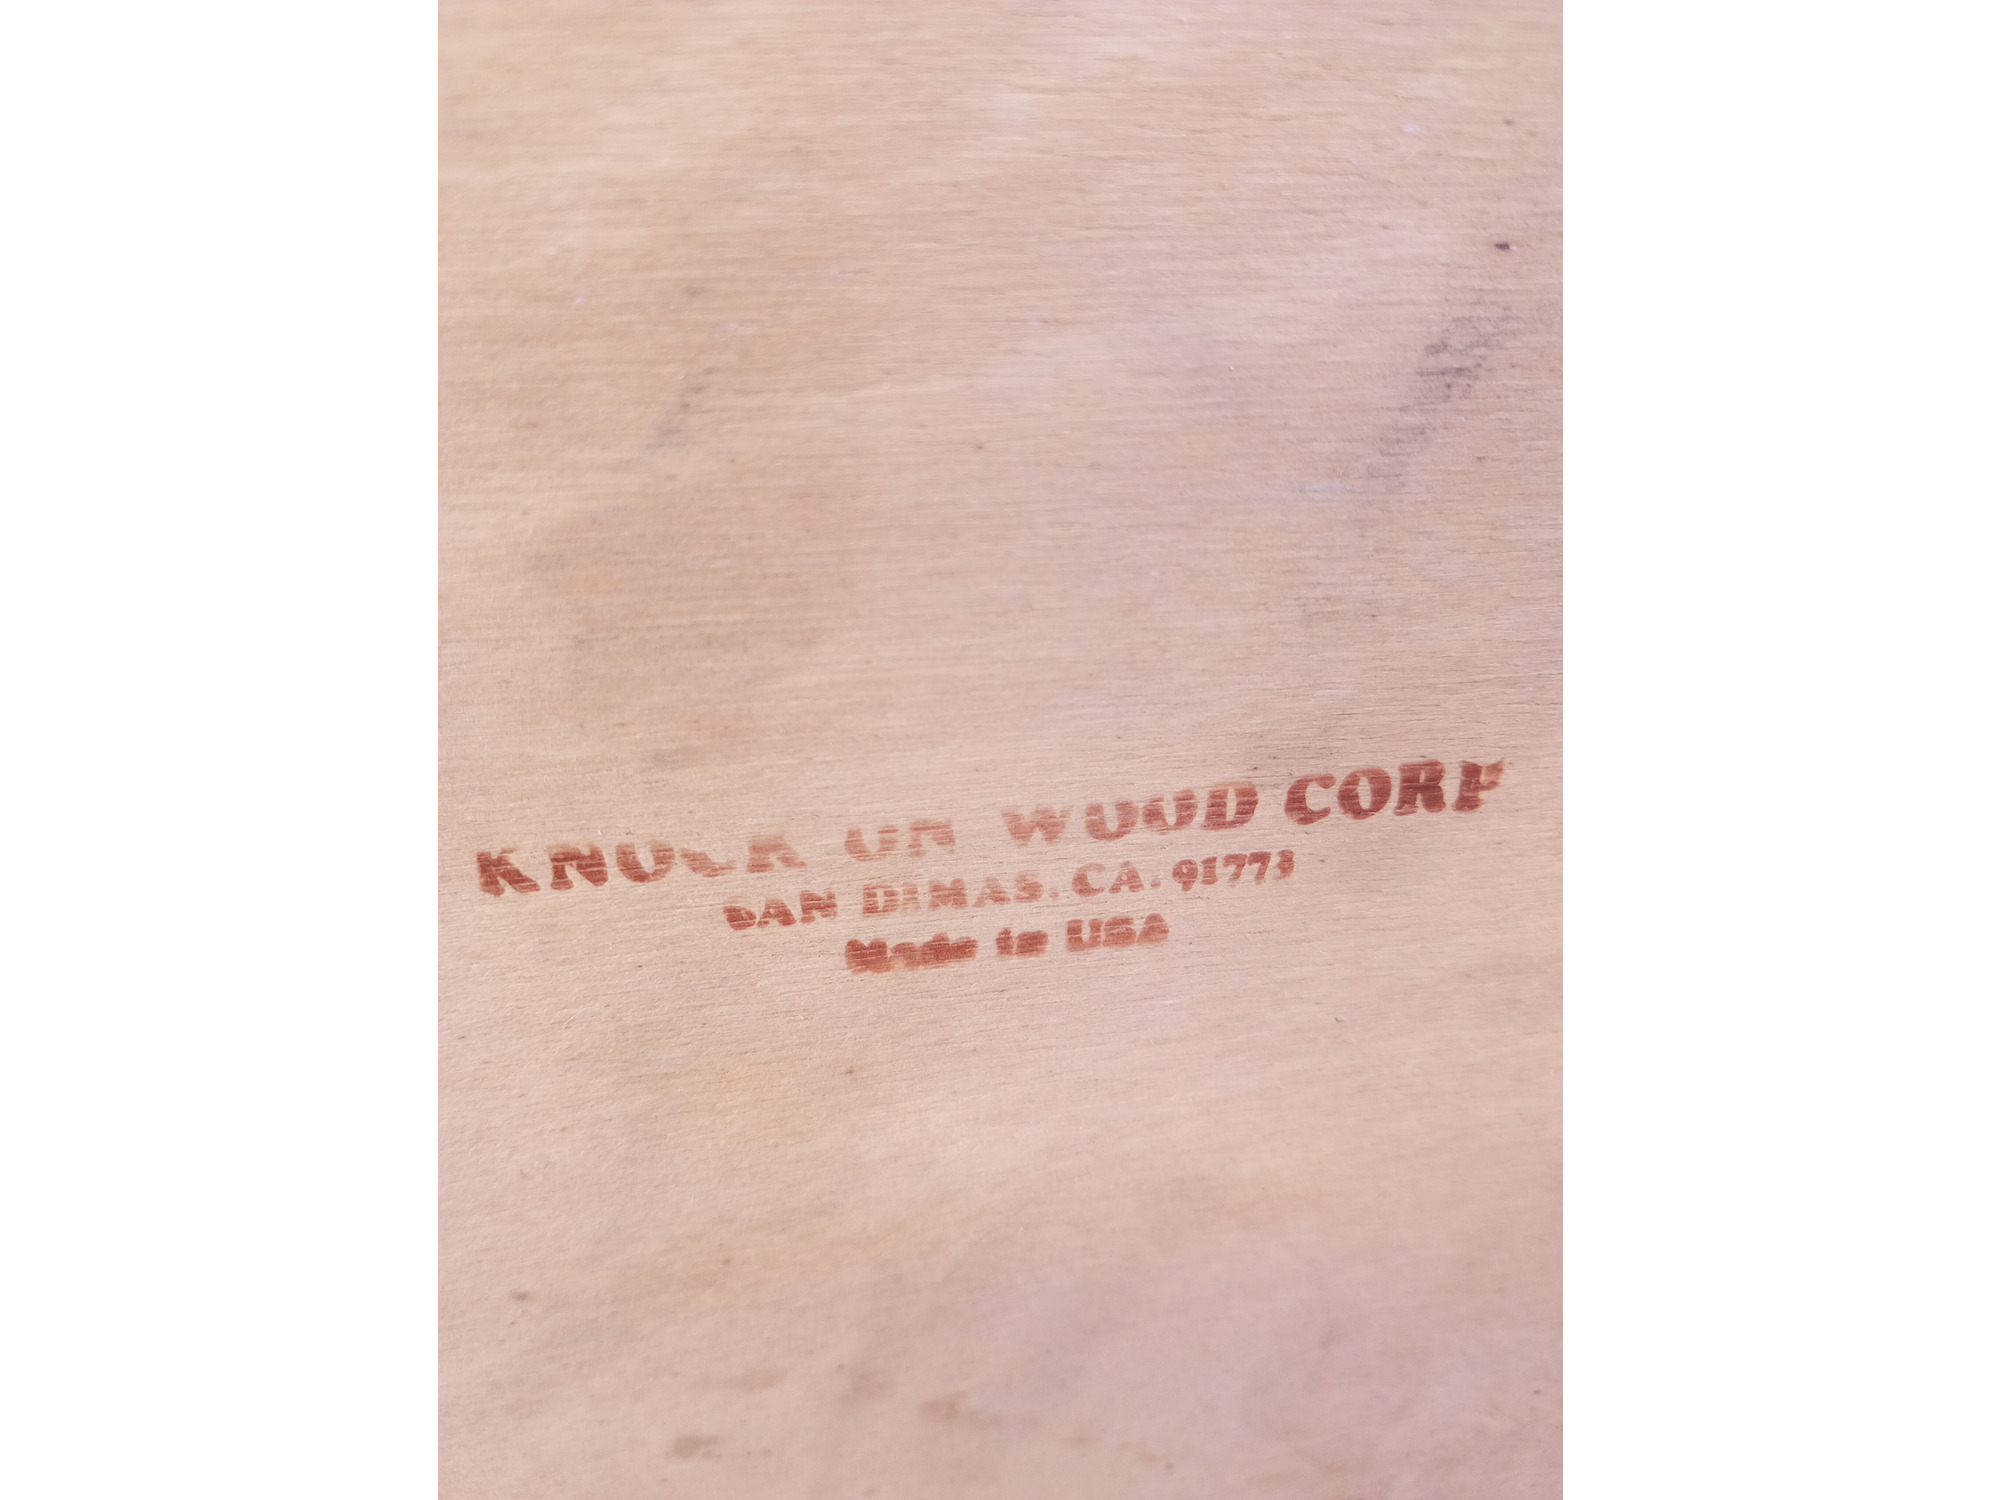 KNOCK ON WOOD CORP
SAN DIMAS, CA. 91773
Made in USA